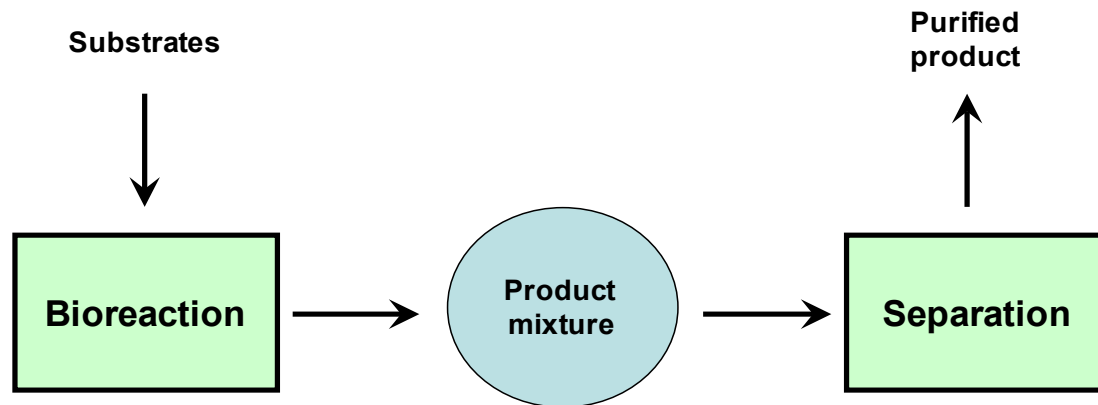 Substrates
Purified
product
Bioreaction
Product
mixture
Separation